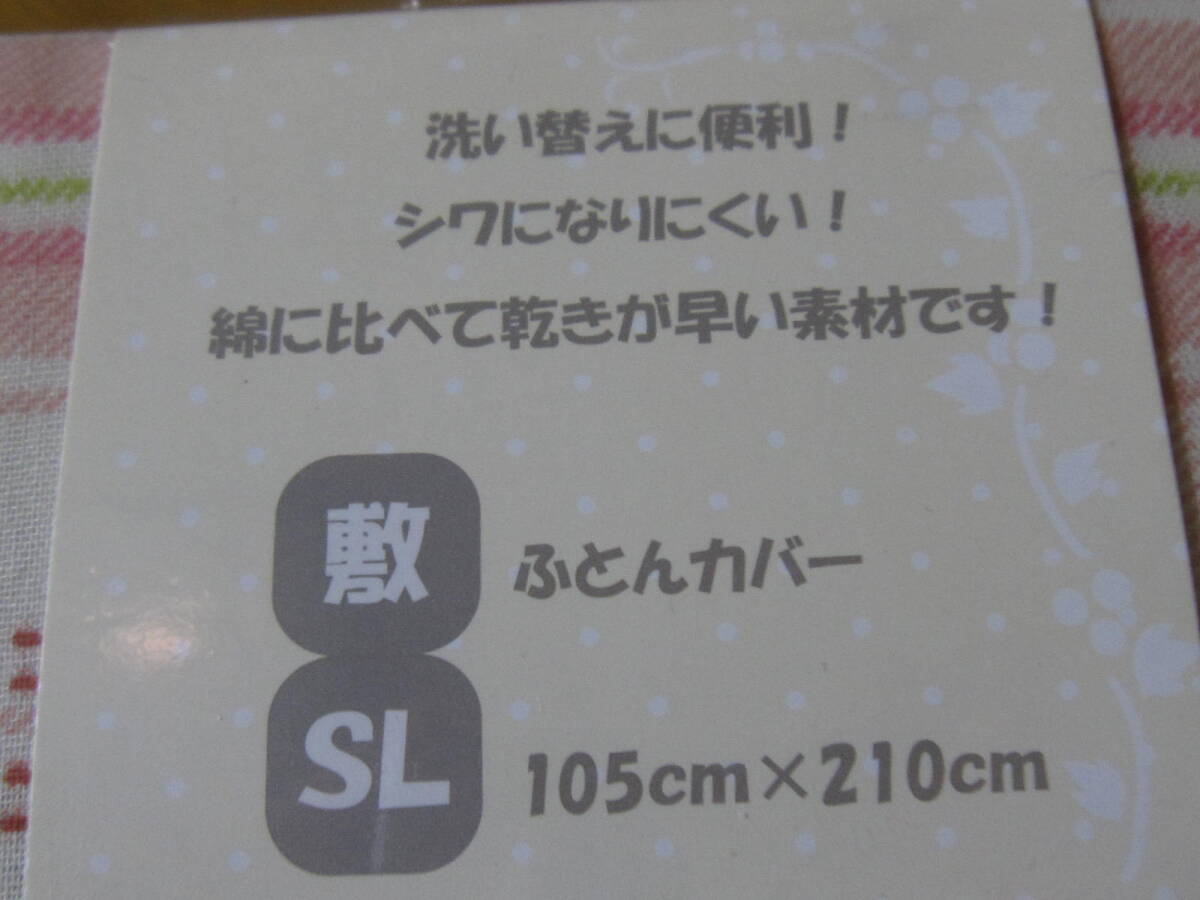 洗い替えに便利！
シワになりにくい！
綿に比べて乾きが早い素材です！
敷 ふとんカバー
SL 105cm×210cm